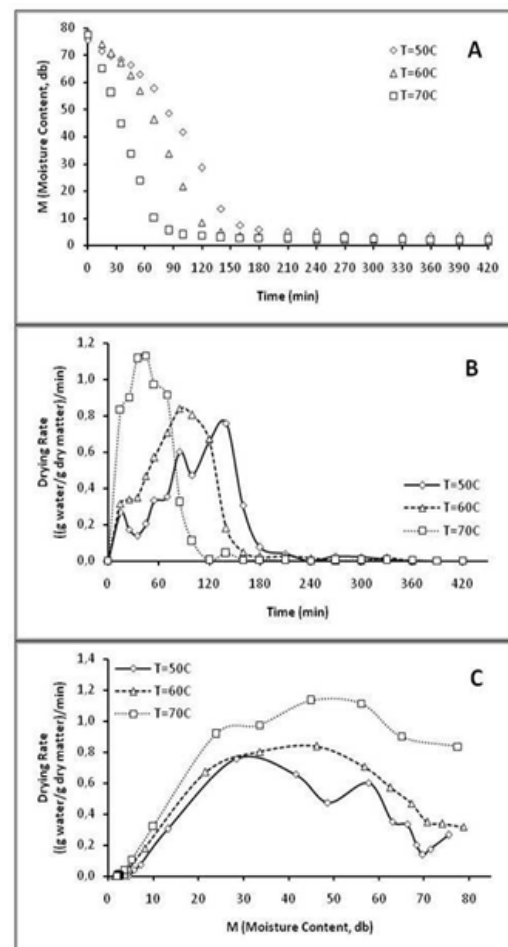 A
80
70
60
50
40
30
20
10
0
M (Moisture Content, db)
T=50C
T=60C
T=70C
0 30 60 90 120 150 180 210 240 270 300 330 360 390 420
Time (min)
B
1,2
1,0
0,8
0,6
0,4
0,2
0,0
Drying Rate
((g water/g dry matter)/min)
T=50C
T=60C
T=70C
0 60 120 180 240 300 360 420
Time (min)
C
1,4
1,2
1,0
0,8
0,6
0,4
0,2
0,0
Drying Rate
((g water/g dry matter)/min)
T=50C
T=60C
T=70C
0 10 20 30 40 50 60 70 80
M (Moisture Content, db)